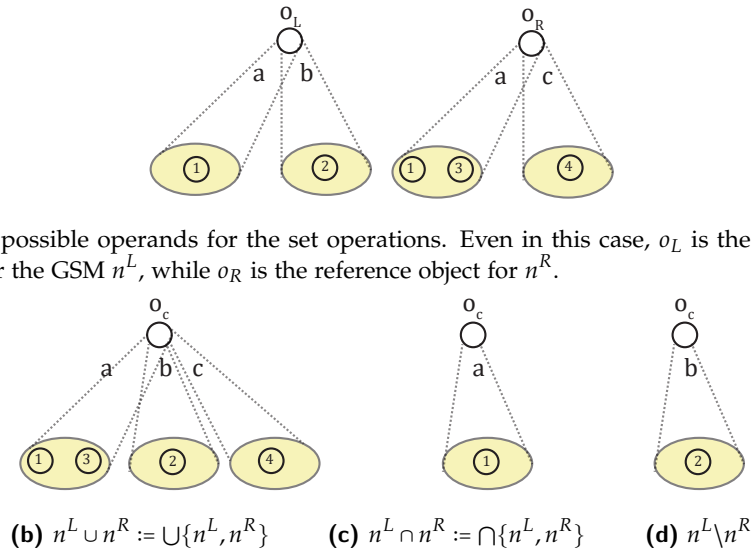 o_L o_R
a b a c
1 2 1 3 4
possible operands for the set operations. Even in this case, o_L is the
r the GSM n^L, while o_R is the reference object for n^R.
o_c o_c o_c
a b c a b
1 3 2 4 1 2
(b) n^L ∪ n^R := ⋃{n^L, n^R} (c) n^L ∩ n^R := ⋂{n^L, n^R} (d) n^L\n^R